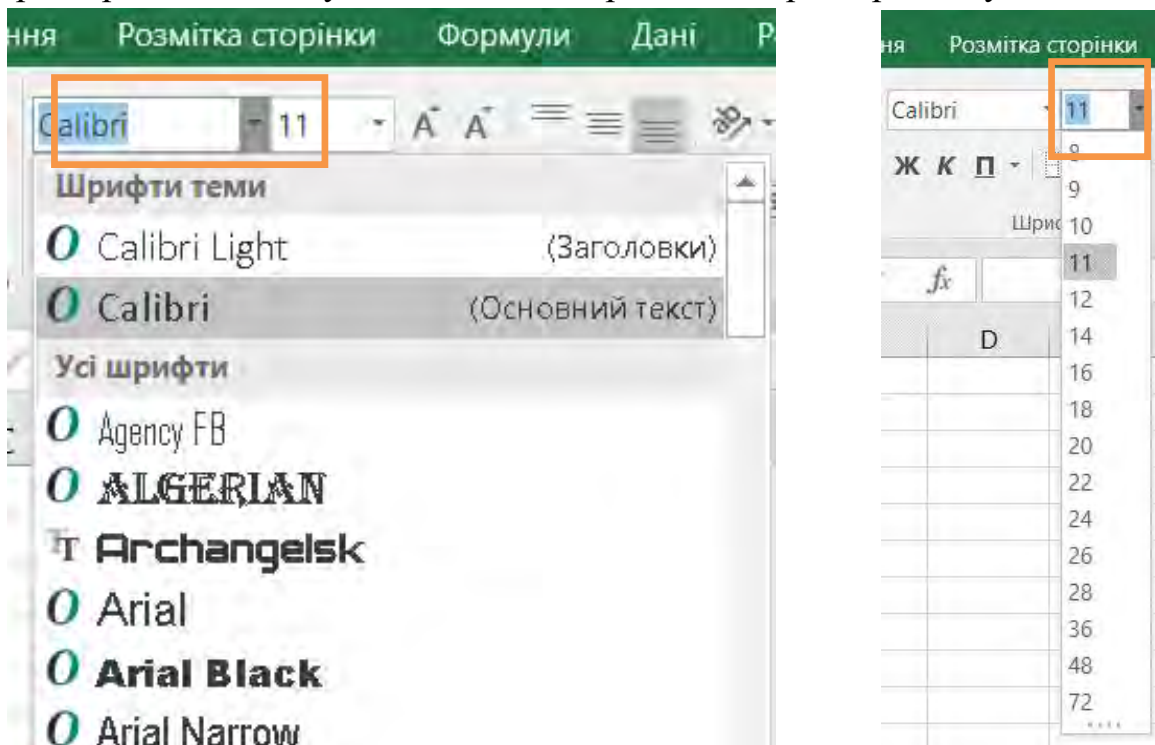 ння Розмітка сторінки Формули Дані
Calibri 11
Шрифти теми
O Calibri Light (Заголовки)
O Calibri (Основний текст)
Усі шрифти
O Agency FB
O ALGERIAN
Tr Archangelsk
O Arial
O Arial Black
O Arial Narrow
ня Розмітка сторінки
Calibri 11
Ж К П
8
9
Шриф
10
11
fx
12
D
14
16
18
20
22
24
26
28
36
48
72